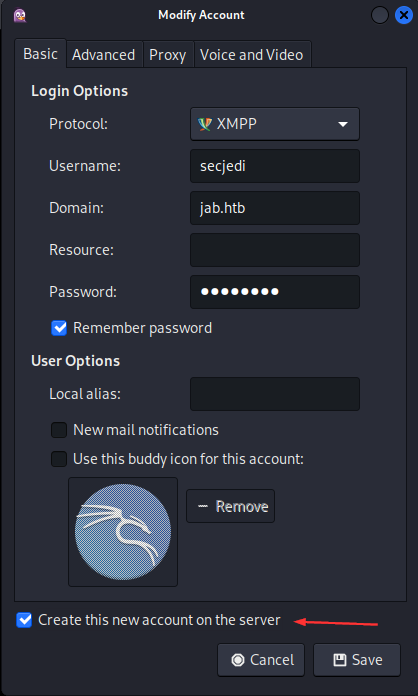 Modify Account
Basic Advanced Proxy Voice and Video
Login Options
Protocol: XMPP
Username: secjedi
Domain: jab.htb
Resource:
Password: ●●●●●●●●
Remember password
User Options
Local alias:
New mail notifications
Use this buddy icon for this account:
Remove
Create this new account on the server
Cancel Save